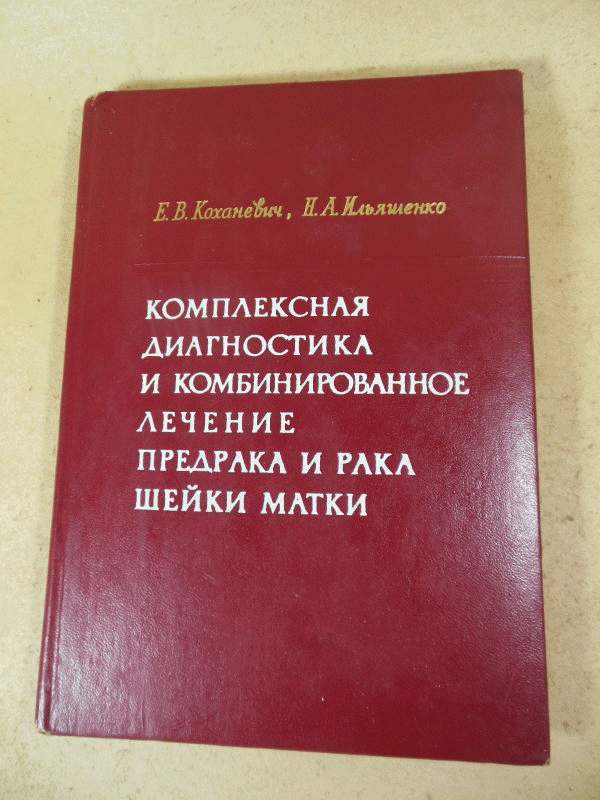 Е. В. Коханевич, Н. А. Ильяшенко
КОМПЛЕКСНАЯ
ДИАГНОСТИКА
И КОМБИНИРОВАННОЕ
ЛЕЧЕНИЕ
ПРЕДРАКА И РАКА
ШЕЙКИ МАТКИ